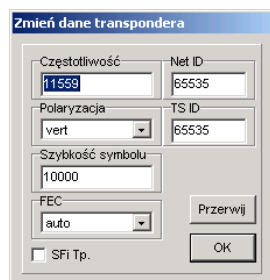 Zmień dane transpondera
Częstotliwość
Net ID
11559
65535
Polaryzacja
TS ID
vert
65535
Szybkość symbolu
10000
FEC
auto
Przerwij
SFi Tp.
OK